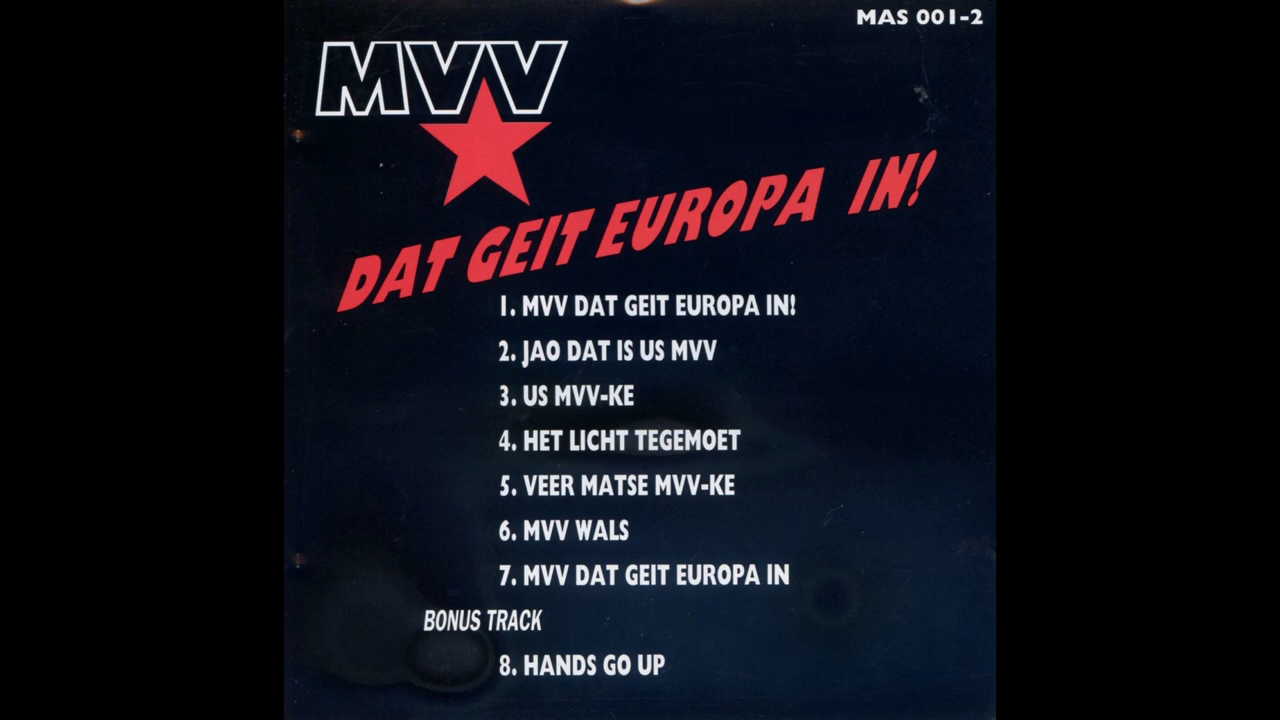 MAS 001-2
MVV
DAT GEIT EUROPA IN!
1. MVV DAT GEIT EUROPA IN!
2. JAO DAT IS US MVV
3. US MVV-KE
4. HET LICHT TEGEMOET
5. VEER MATSE MVV-KE
6. MVV WALS
7. MVV DAT GEIT EUROPA IN
BONUS TRACK
8. HANDS GO UP